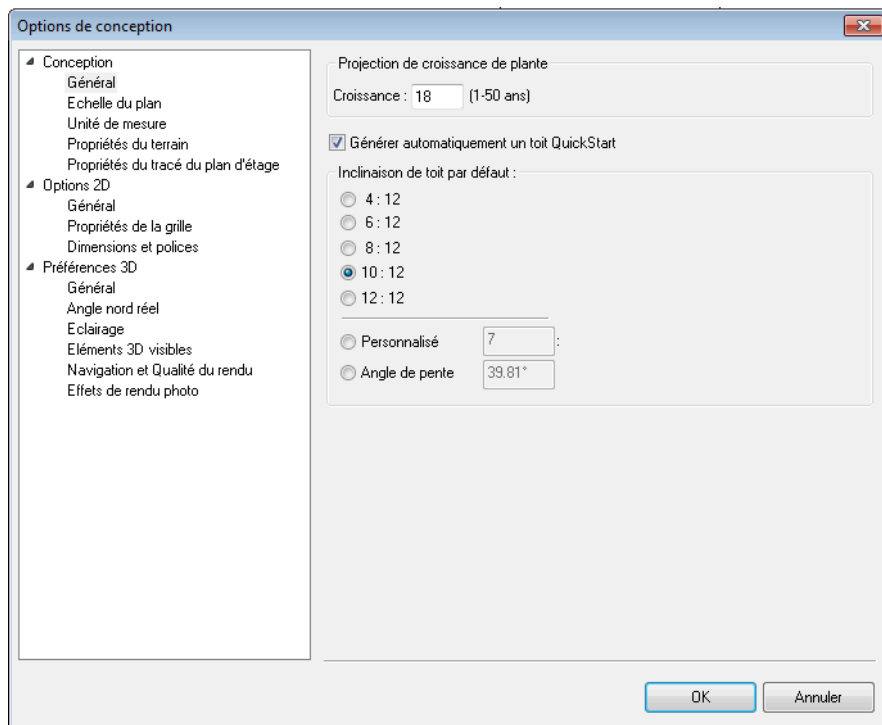 Options de conception
Conception
Général
Echelle du plan
Unité de mesure
Propriétés du terrain
Propriétés du tracé du plan d'étage
Options 2D
Général
Propriétés de la grille
Dimensions et polices
Préférences 3D
Général
Angle nord réel
Eclairage
Eléments 3D visibles
Navigation et Qualité du rendu
Effets de rendu photo
Projection de croissance de plante
Croissance : 18 (1-50 ans)
Générer automatiquement un toit QuickStart
Inclinaison de toit par défaut :
4 : 12
6 : 12
8 : 12
10 : 12
12 : 12
Personnalisé 7 :
Angle de pente 39.81°
OK Annuler